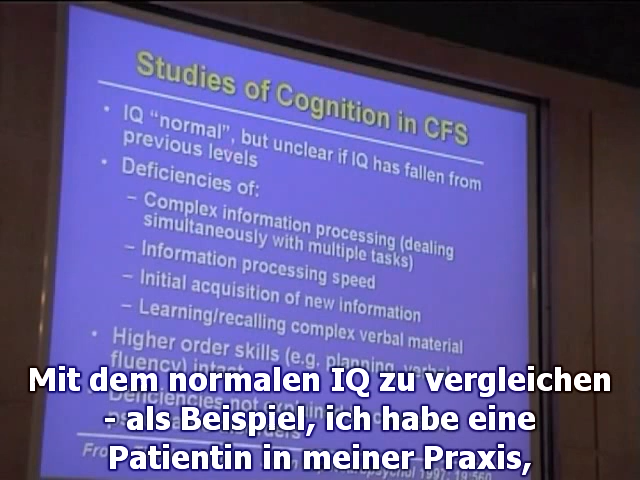 Studies of Cognition in CFS
• IQ “normal”, but unclear if IQ has fallen from
previous levels
• Deficiencies of:
– Complex information processing (dealing
simultaneously with multiple tasks)
– Information processing speed
– Initial acquisition of new information
– Learning/recalling complex verbal material
• Higher order skills (e.g. planning, verbal
fluency) intact
Deficiencies not
Mit dem normalen IQ zu vergleichen
- als Beispiel, ich habe eine
Patientin in meiner Praxis,
1997; 19:560